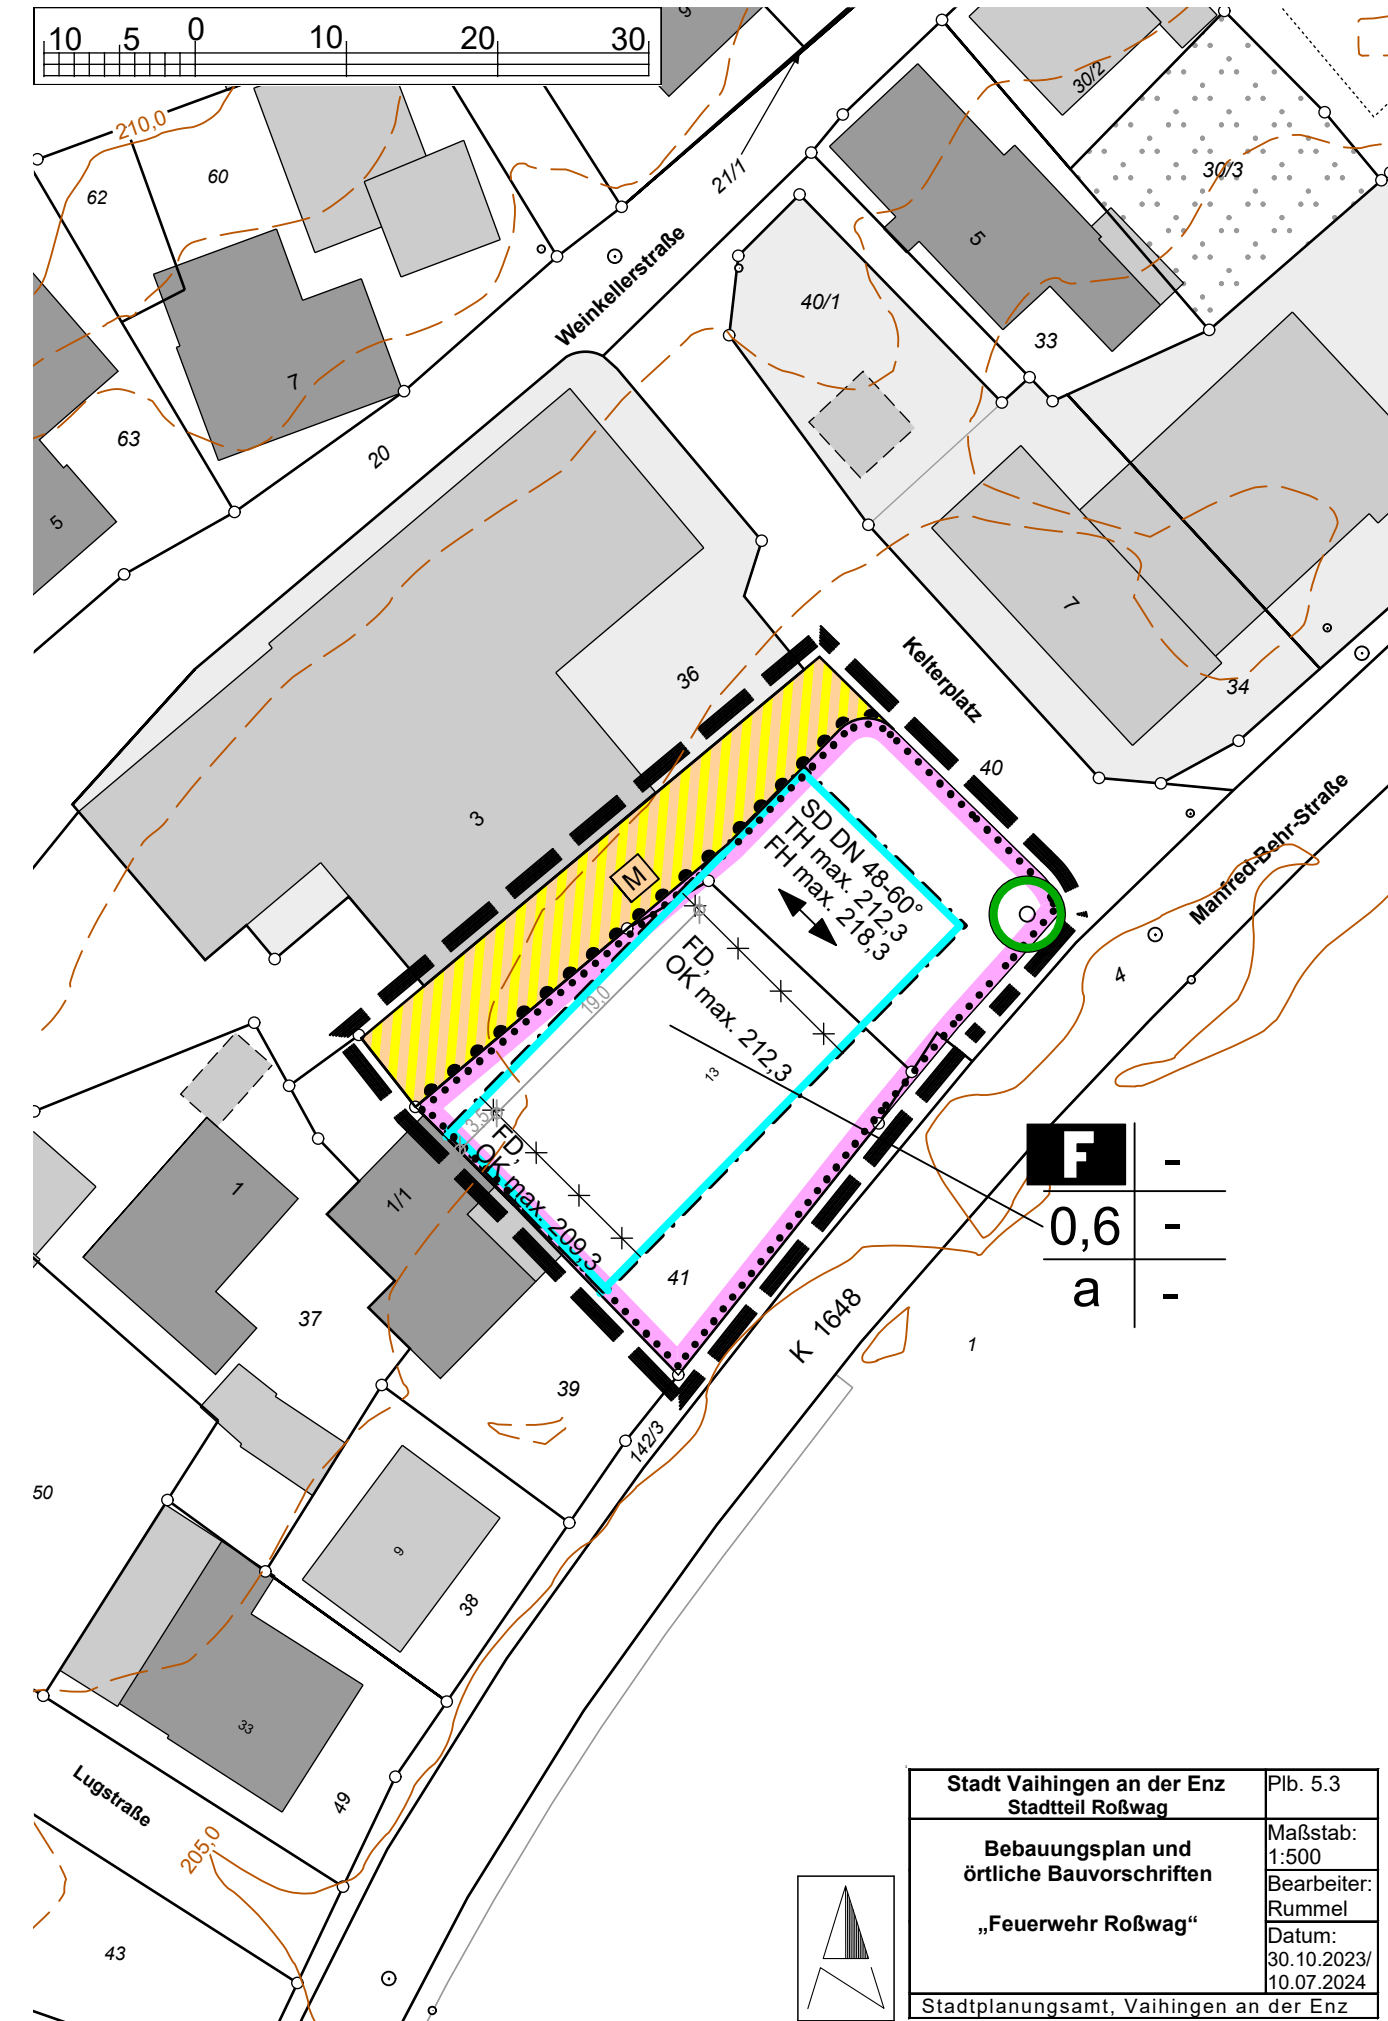 10 5 0 10 20 30
210,0
62
60
9
30/2
21/1
30/3
5
Weinkellerstraße
40/1
33
7
63
20
5
7
Kelterplatz
36
34
40
3
Manfred-Behr-Straße
SD DN 48-60°
TH max. 212,3
FH max. 218,3
M
4
FD,
OK max. 212,3
19,0
13
3,5
FD,
OK max. 209,3
F -
0,6 -
a -
1
1/1
41
37
K 1648
1
39
142/3
50
9
38
33
49
Lugstraße
205,0
43
Stadt Vaihingen an der Enz
Stadtteil Roßwag
Plb. 5.3
Bebauungsplan und
örtliche Bauvorschriften
„Feuerwehr Roßwag“
Maßstab:
1:500
Bearbeiter:
Rummel
Datum:
30.10.2023/
10.07.2024
Stadtplanungsamt, Vaihingen an der Enz